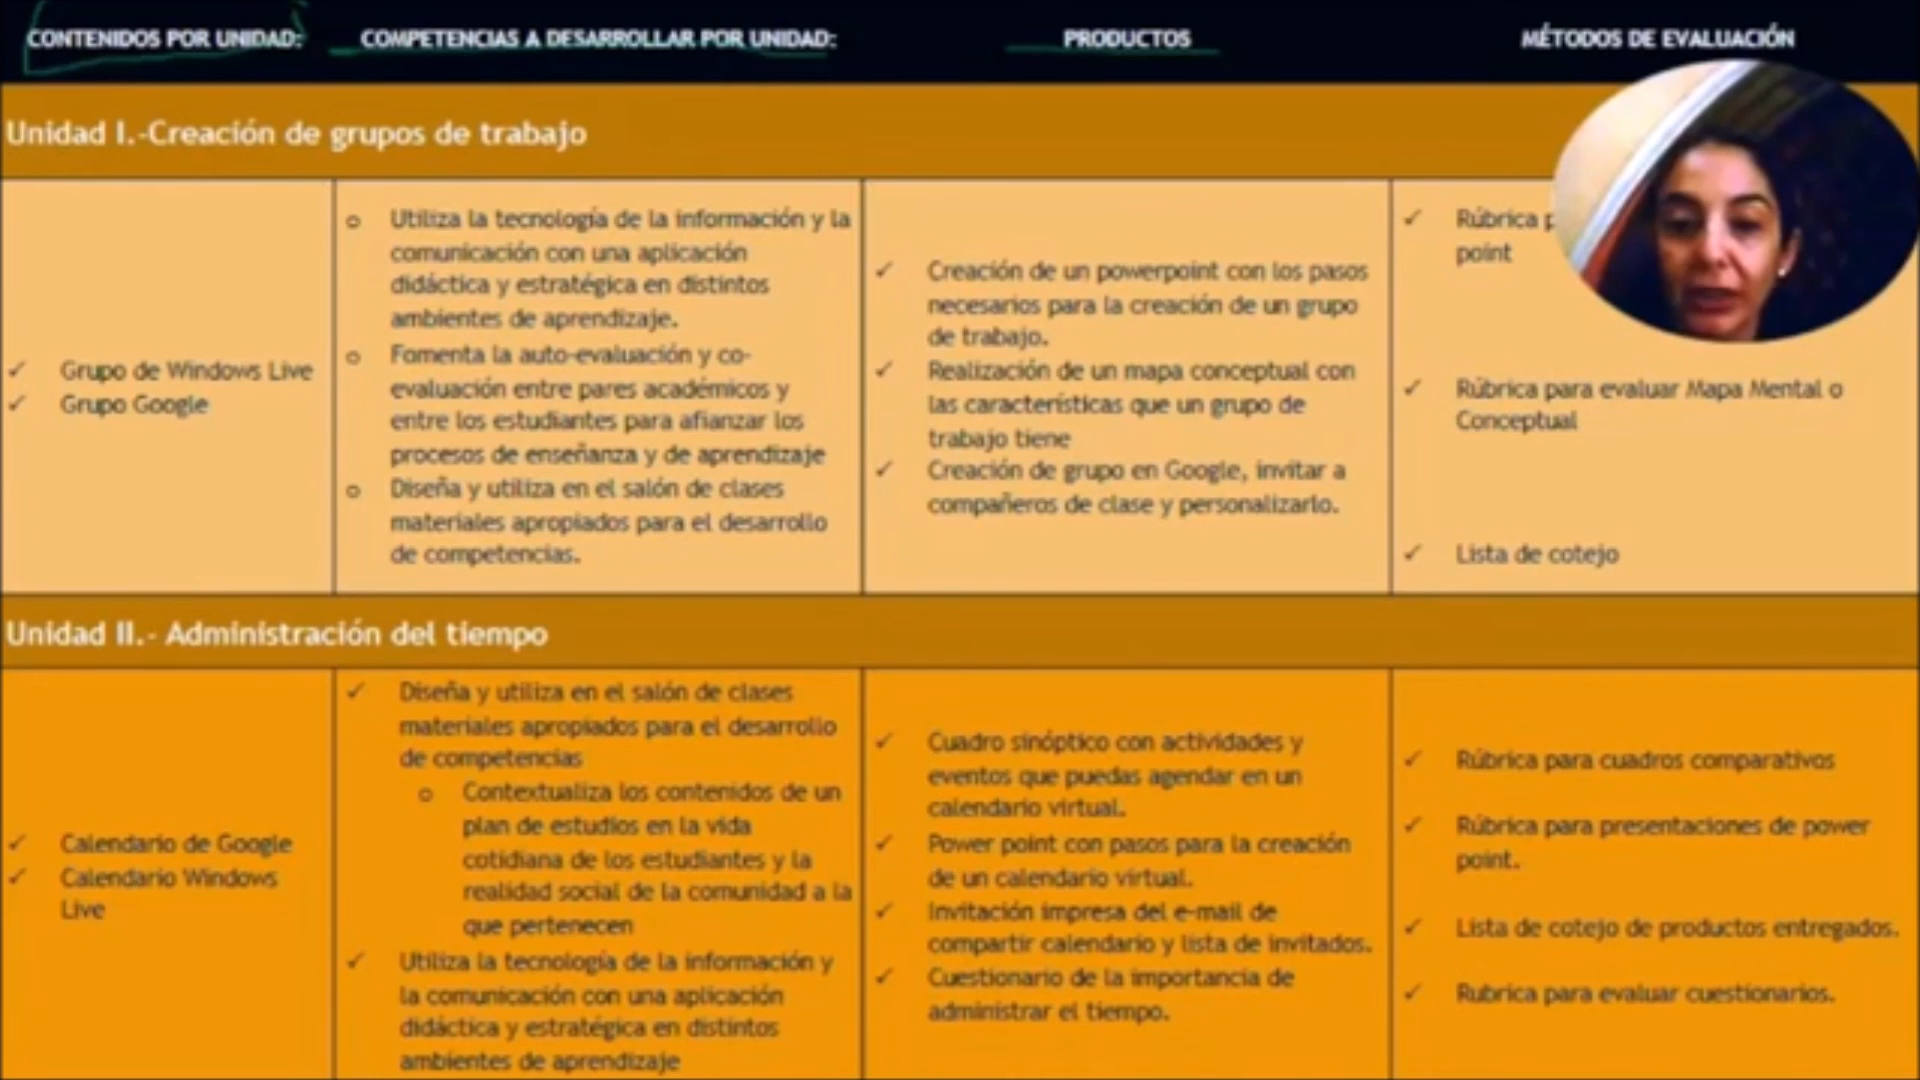 CONTENIDOS POR UNIDAD:
COMPETENCIAS A DESARROLLAR POR UNIDAD:
PRODUCTOS
MÉTODOS DE EVALUACIÓN
Unidad I.-Creación de grupos de trabajo
✓ Grupo de Windows Live
✓ Grupo Google
o Utiliza la tecnología de la información y la
comunicación con una aplicación
didáctica y estratégica en distintos
ambientes de aprendizaje.
o Fomenta la auto-evaluación y co-
evaluación entre pares académicos y
entre los estudiantes para afianzar los
procesos de enseñanza y de aprendizaje
o Diseña y utiliza en el salón de clases
materiales apropiados para el desarrollo
de competencias.
✓ Creación de un powerpoint con los pasos
necesarios para la creación de un grupo
de trabajo.
✓ Realización de un mapa conceptual con
las características que un grupo de
trabajo tiene
✓ Creación de grupo en Google, invitar a
compañeros de clase y personalizarlo.
✓ Rúbrica
point
✓ Rúbrica para evaluar Mapa Mental o
Conceptual
✓ Lista de cotejo
Unidad II.- Administración del tiempo
✓ Calendario de Google
✓ Calendario Windows
Live
✓ Diseña y utiliza en el salón de clases
materiales apropiados para el desarrollo
de competencias
o Contextualiza los contenidos de un
plan de estudios en la vida
cotidiana de los estudiantes y la
realidad social de la comunidad a la
que pertenecen
✓ Utiliza la tecnología de la información y
la comunicación con una aplicación
didáctica y estratégica en distintos
ambientes de aprendizaje
✓ Cuadro sinóptico con actividades y
eventos que puedas agendar en un
calendario virtual.
✓ Power point con pasos para la creación
de un calendario virtual.
✓ Invitación impresa del e-mail de
compartir calendario y lista de invitados.
✓ Cuestionario de la importancia de
administrar el tiempo.
✓ Rúbrica para cuadros comparativos
✓ Rúbrica para presentaciones de power
point.
✓ Lista de cotejo de productos entregados.
✓ Rubrica para evaluar cuestionarios.